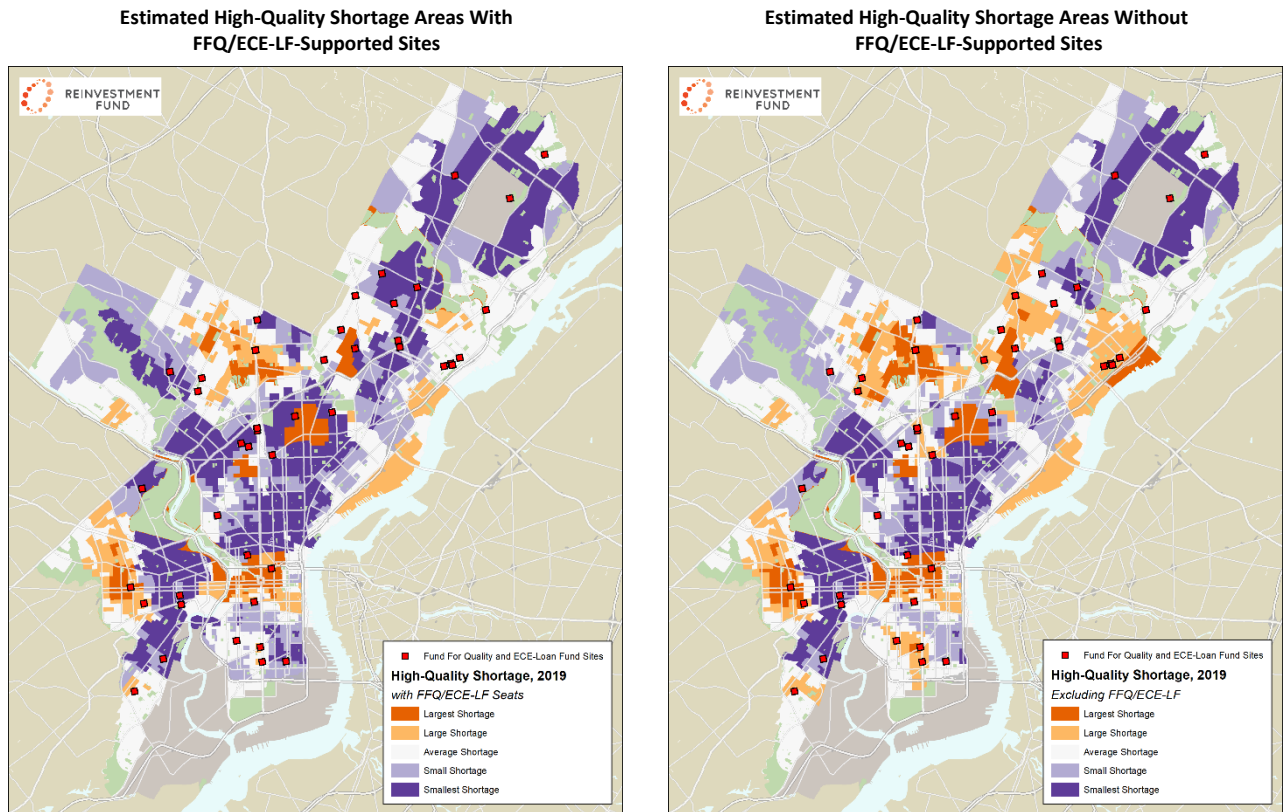 Estimated High-Quality Shortage Areas With
FFQ/ECE-LF-Supported Sites
REINVESTMENT
FUND
Fund For Quality and ECE-Loan Fund Sites
High-Quality Shortage, 2019
with FFQ/ECE-LF Seats
Largest Shortage
Large Shortage
Average Shortage
Small Shortage
Smallest Shortage
Estimated High-Quality Shortage Areas Without
FFQ/ECE-LF-Supported Sites
REINVESTMENT
FUND
Fund For Quality and ECE-Loan Fund Sites
High-Quality Shortage, 2019
Excluding FFQ/ECE-LF
Largest Shortage
Large Shortage
Average Shortage
Small Shortage
Smallest Shortage